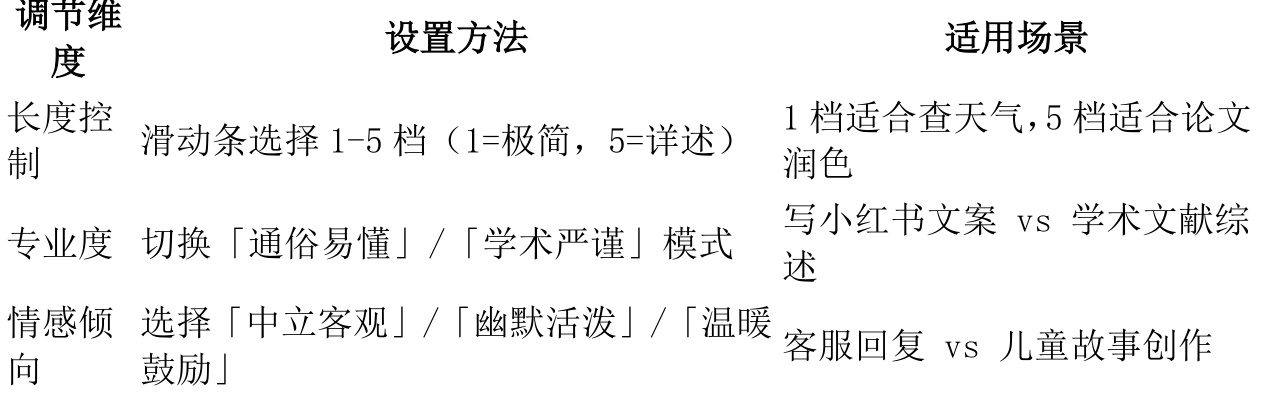 调节维度 设置方法 适用场景
长度控制 滑动条选择 1-5 档（1=极简，5=详述） 1 档适合查天气，5 档适合论文润色
专业度 切换「通俗易懂」/「学术严谨」模式 写小红书文案 vs 学术文献综述
情感倾向 选择「中立客观」/「幽默活泼」/「温暖鼓励」 客服回复 vs 儿童故事创作